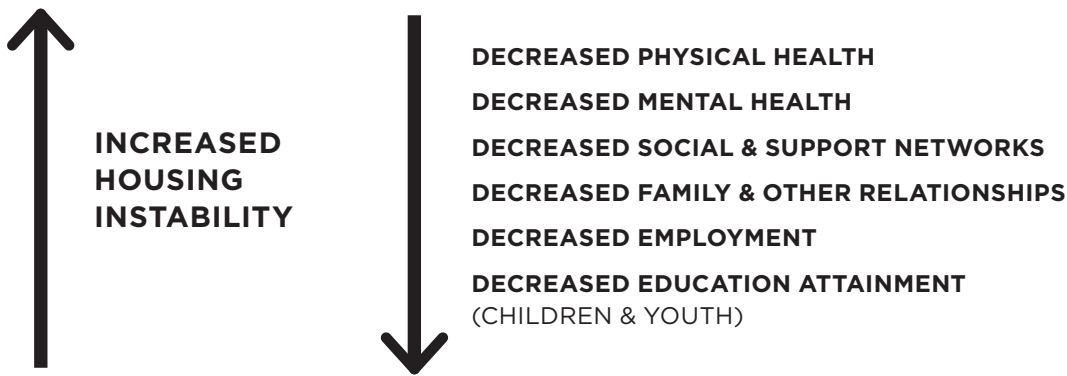 INCREASED
HOUSING
INSTABILITY
DECREASED PHYSICAL HEALTH
DECREASED MENTAL HEALTH
DECREASED SOCIAL & SUPPORT NETWORKS
DECREASED FAMILY & OTHER RELATIONSHIPS
DECREASED EMPLOYMENT
DECREASED EDUCATION ATTAINMENT
(CHILDREN & YOUTH)